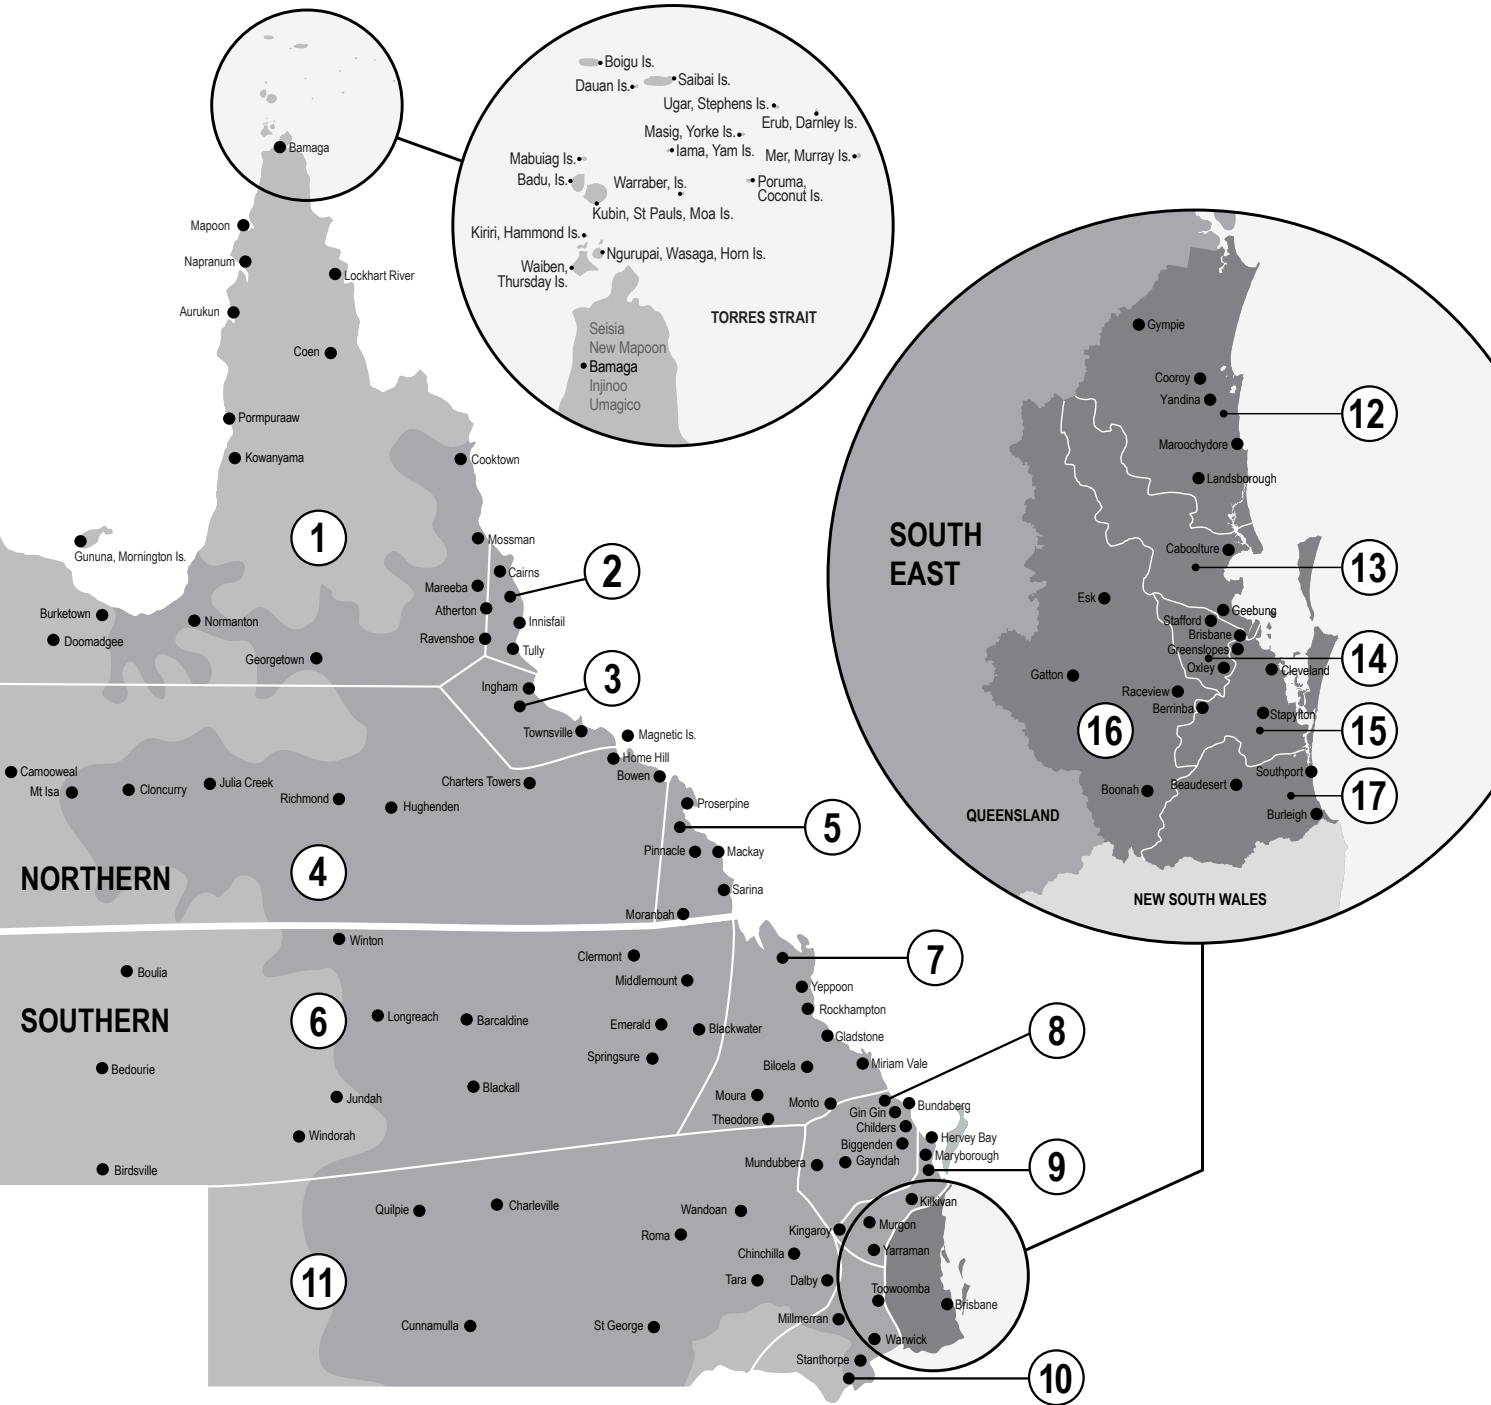 Boigu Is.
Dauan Is.
Saibai Is.
Ugar, Stephens Is.
Erub, Darnley Is.
Masig, Yorke Is.
Iama, Yam Is.
Mer, Murray Is.
Mabuiag Is.
Badu, Is.
Warraber, Is.
Poruma,
Coconut Is.
Kubin, St Pauls, Moa Is.
Kiriri, Hammond Is.
Ngurupai, Wasaga, Horn Is.
Waiben,
Thursday Is.
TORRES STRAIT
Seisia
New Mapoon
Bamaga
Injinoo
Umagico
Bamaga
Mapoon
Napranum
Lockhart River
Aurukun
Coen
Pormpuraaw
Kowanyama
Cooktown
1
Mossman
Gununa, Mornington Is.
Cairns
2
Mareeba
Atherton
Burketown
Normanton
Innisfail
Doomadgee
Ravenshoe
Tully
Georgetown
3
Ingham
Townsville
Magnetic Is.
Home Hill
Camooweal
Mt Isa
Cloncurry
Julia Creek
Richmond
Hughenden
Charters Towers
Bowen
Proserpine
5
Pinnacle
Mackay
NORTHERN
4
Sarina
Moranbah
Winton
Clermont
7
Boulia
Middlemount
Yeppoon
SOUTHERN
6
Longreach
Barcaldine
Emerald
Blackwater
Rockhampton
Gladstone
8
Springsure
Bedourie
Biloela
Miriam Vale
Jundah
Blackall
Moura
Monto
Theodore
Gin Gin
Bundaberg
Childers
Windorah
Hervey Bay
Biggenden
Birdsville
Mundubbera
Gayndah
Maryborough
9
Quilpie
Charleville
Wandoan
Kilkivan
Roma
Kingaroy
Murgon
Chinchilla
Yarraman
11
Tara
Dalby
Toowoomba
Brisbane
Cunnamulla
St George
Millmerran
Warwick
Stanthorpe
10
Gympie
Cooroy
Yandina
12
Maroochydore
Landsborough
SOUTH
EAST
Caboolture
13
Esk
Geebung
Stafford
Brisbane
Greenslopes
14
Oxley
Cleveland
Gatton
Raceview
Berrinba
Stapylton
16
15
Southport
Boonah
Beaudesert
17
Burleigh
QUEENSLAND
NEW SOUTH WALES